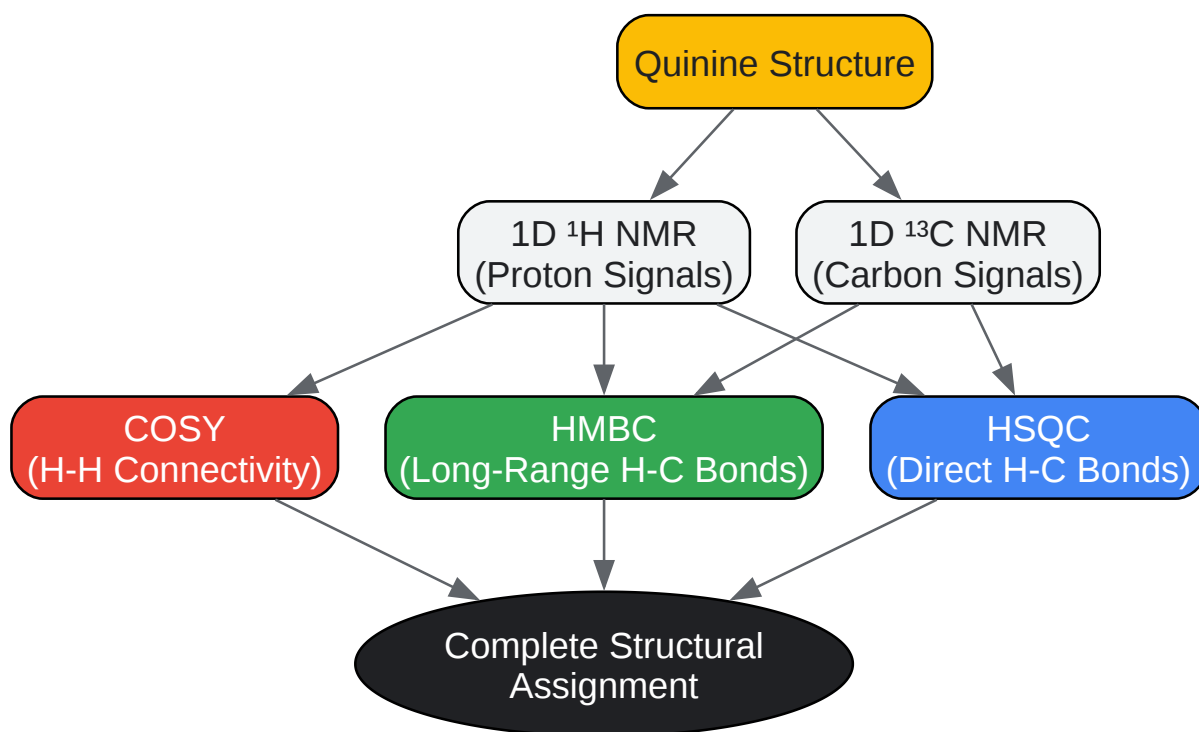 Quinine Structure
1D ¹H NMR
(Proton Signals)
1D ¹³C NMR
(Carbon Signals)
COSY
(H-H Connectivity)
HMBC
(Long-Range H-C Bonds)
HSQC
(Direct H-C Bonds)
Complete Structural
Assignment